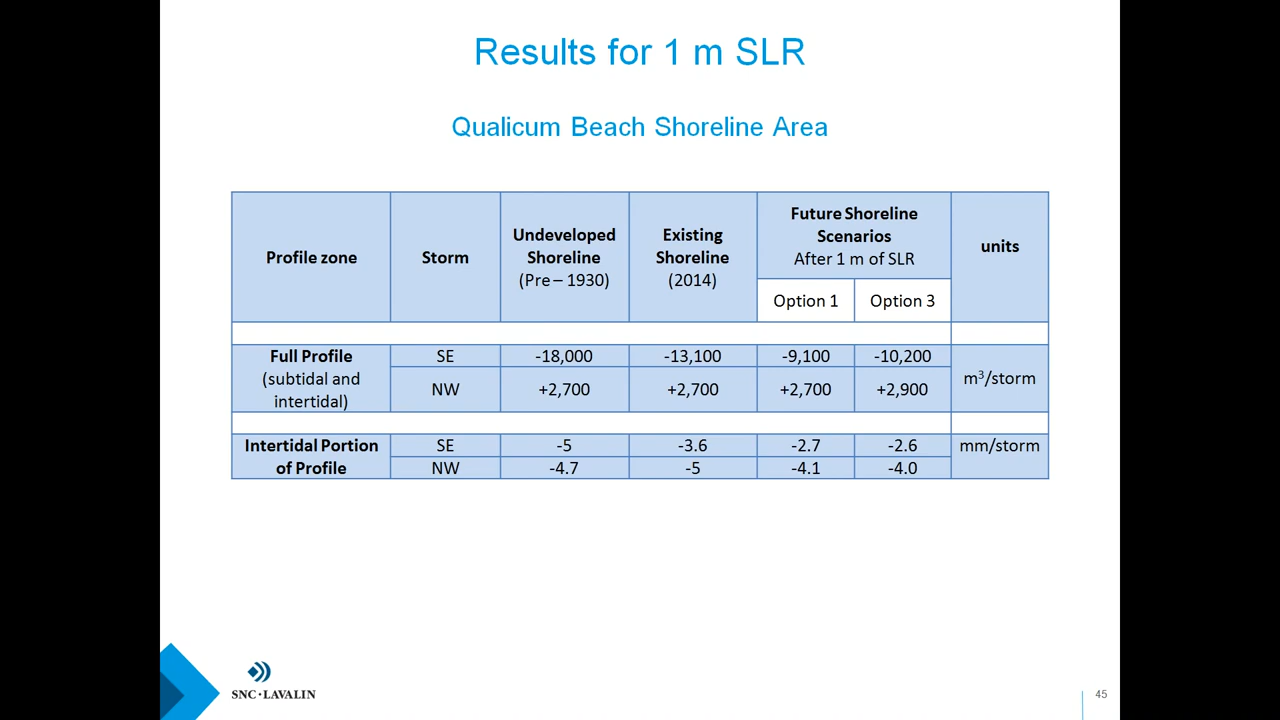 Results for 1 m SLR
Qualicum Beach Shoreline Area
Profile zone
Storm
Undeveloped
Shoreline
(Pre – 1930)
Existing
Shoreline
(2014)
Future Shoreline
Scenarios
After 1 m of SLR
units
Option 1
Option 3
Full Profile
(subtidal and
intertidal)
SE
-18,000
-13,100
-9,100
-10,200
m³/storm
NW
+2,700
+2,700
+2,700
+2,900
Intertidal Portion
of Profile
SE
-5
-3.6
-2.7
-2.6
mm/storm
NW
-4.7
-5
-4.1
-4.0
SNC·LAVALIN
45